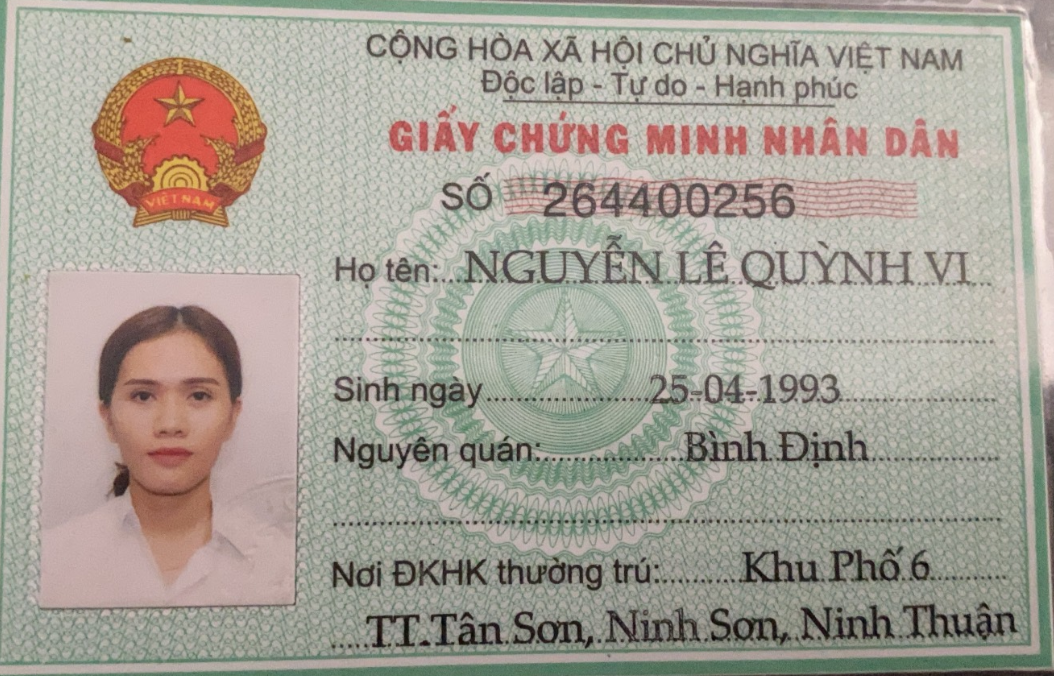 CỘNG HÒA XÃ HỘI CHỦ NGHĨA VIỆT NAM
Độc lập - Tự do - Hạnh phúc
GIẤY CHỨNG MINH NHÂN DÂN
SỐ 264400256
VIỆT NAM
Họ tên: NGUYỄN LÊ QUỲNH VI
Sinh ngày 25-04-1993
Nguyên quán: Bình Định
Nơi ĐKHK thường trú: Khu Phố 6
TT.Tân Sơn, Ninh Sơn, Ninh Thuận